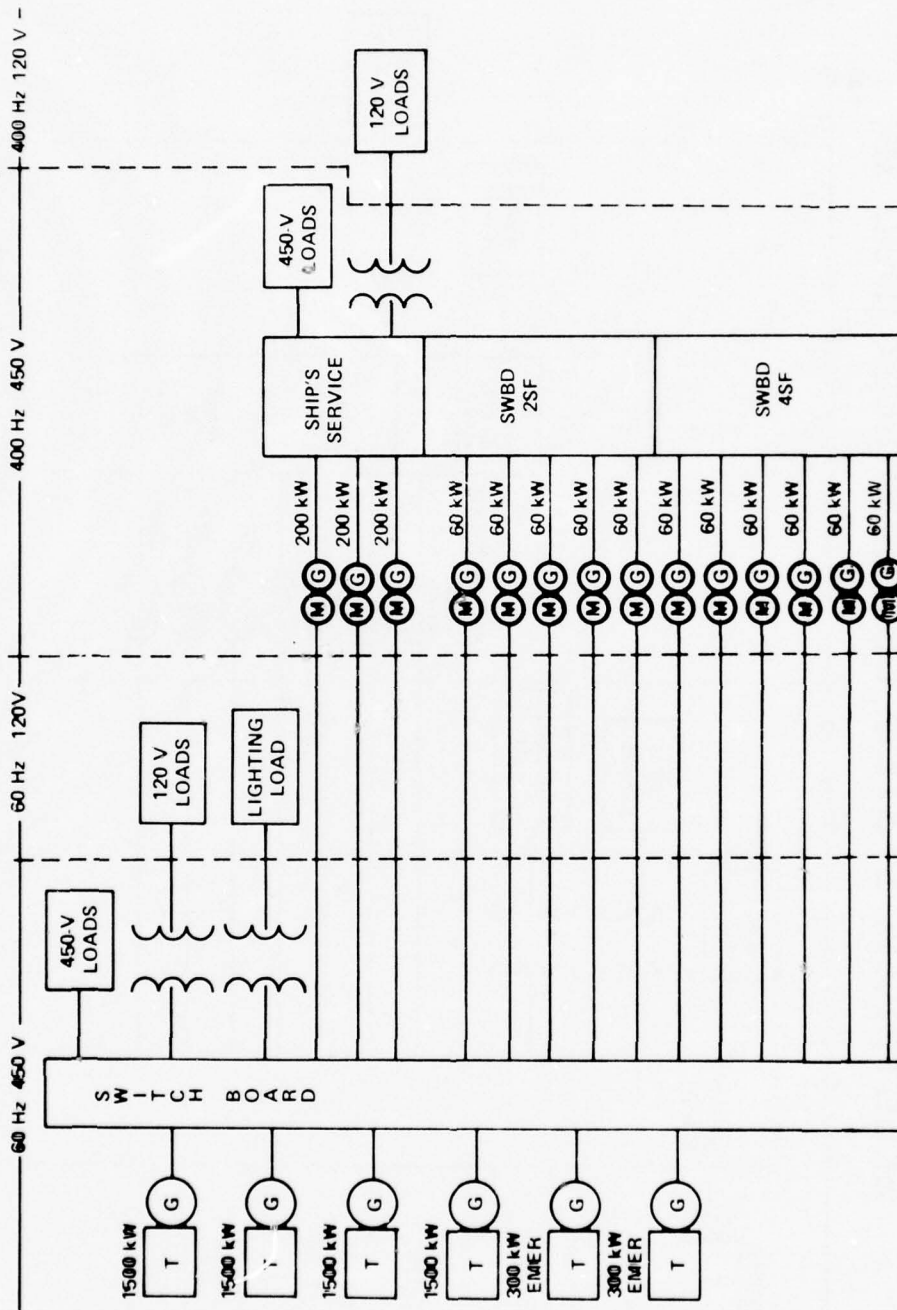 60 Hz 450 V
60 Hz 120V
400 Hz 450 V
400 Hz 120 V
450-V
LOADS
120 V
LOADS
LIGHTING
LOAD
SWITCH
BOARD
1500 kW
T G
1500 kW
T G
1500 kW
T G
1500 kW
T G
300 kW
EMER
T G
300 kW
EMER
T G
M G 200 kW
M G 200 kW
M G 200 kW
M G 60 kW
M G 60 kW
M G 60 kW
M G 60 kW
M G 60 kW
M G 60 kW
M G 60 kW
M G 60 kW
M G 60 kW
M G 60 kW
M G 60 kW
SHIP'S
SERVICE
SWBD
2SF
SWBD
4SF
450-V
LOADS
120 V
LOADS